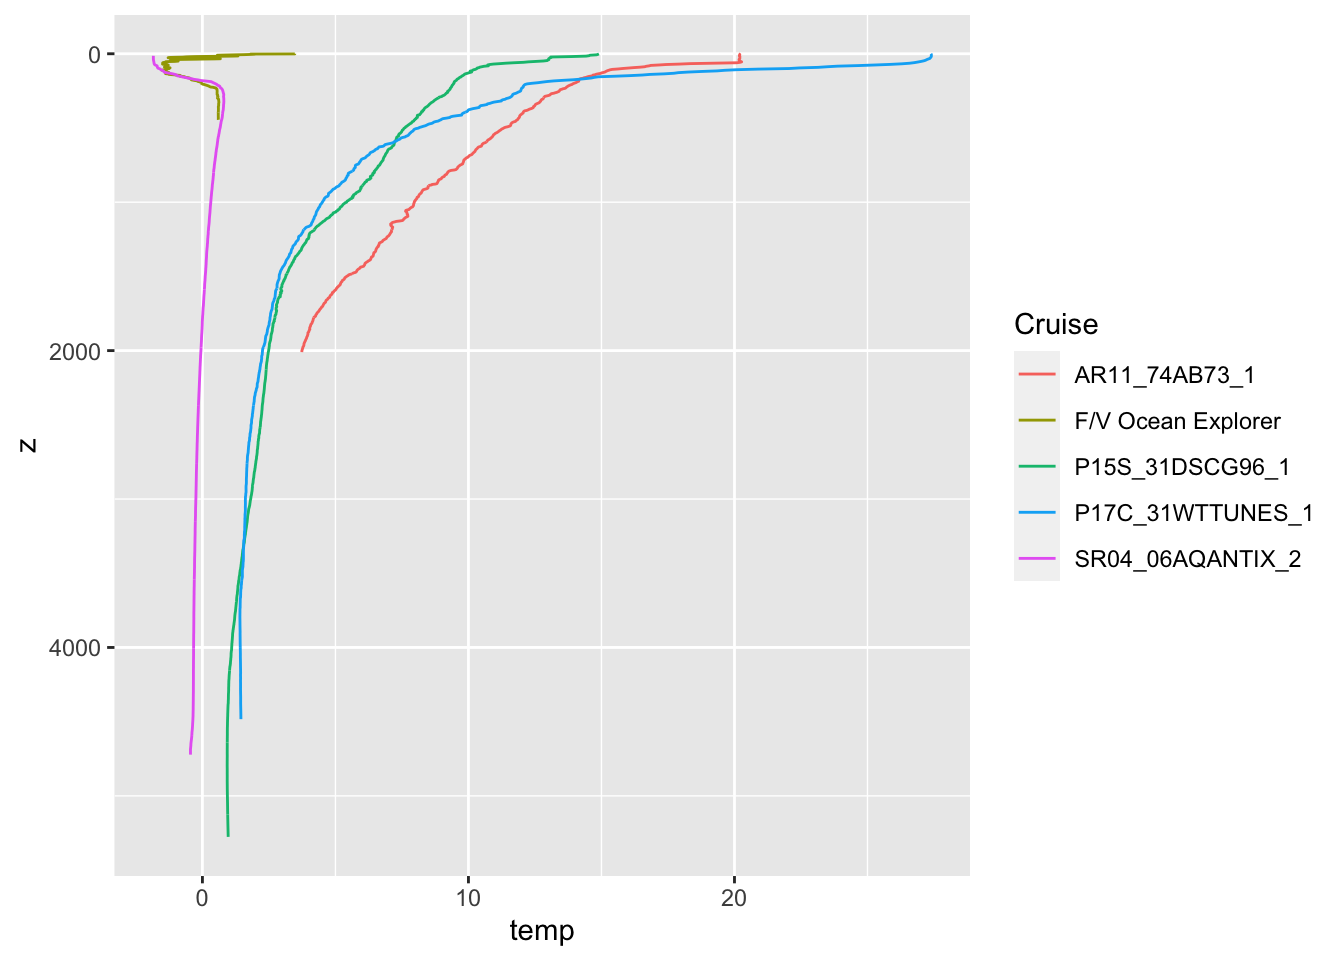 0
2000
4000
z
0
10
20
temp
Cruise
AR11_74AB73_1
F/V Ocean Explorer
P15S_31DSCG96_1
P17C_31WTTUNES_1
SR04_06AQANTIX_2